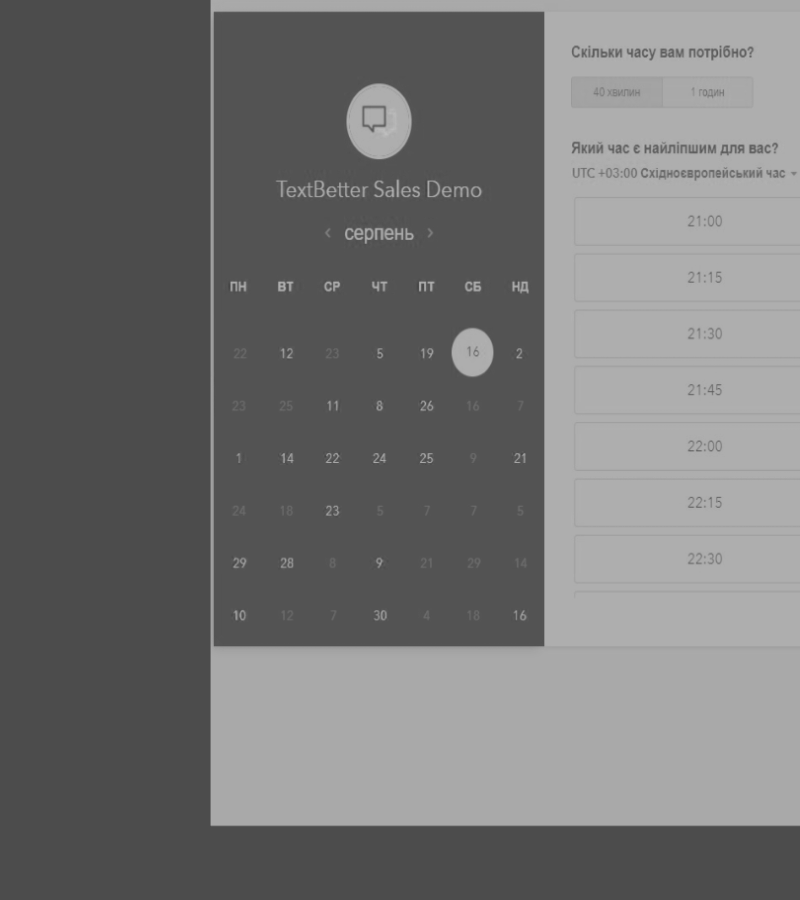 TextBetter Sales Demo
‹ серпень ›
ПН ВТ СР ЧТ ПТ СБ НД
22 12 23 5 19 16 2
23 25 11 8 26 16 7
1 14 22 24 25 9 21
24 18 23 5 7 7 5
29 28 8 9 21 29 14
10 12 7 30 4 18 16
Скільки часу вам потрібно?
40 хвилин 1 годин
Який час є найліпшим для вас?
UTC +03:00 Східноєвропейський час
21:00
21:15
21:30
21:45
22:00
22:15
22:30